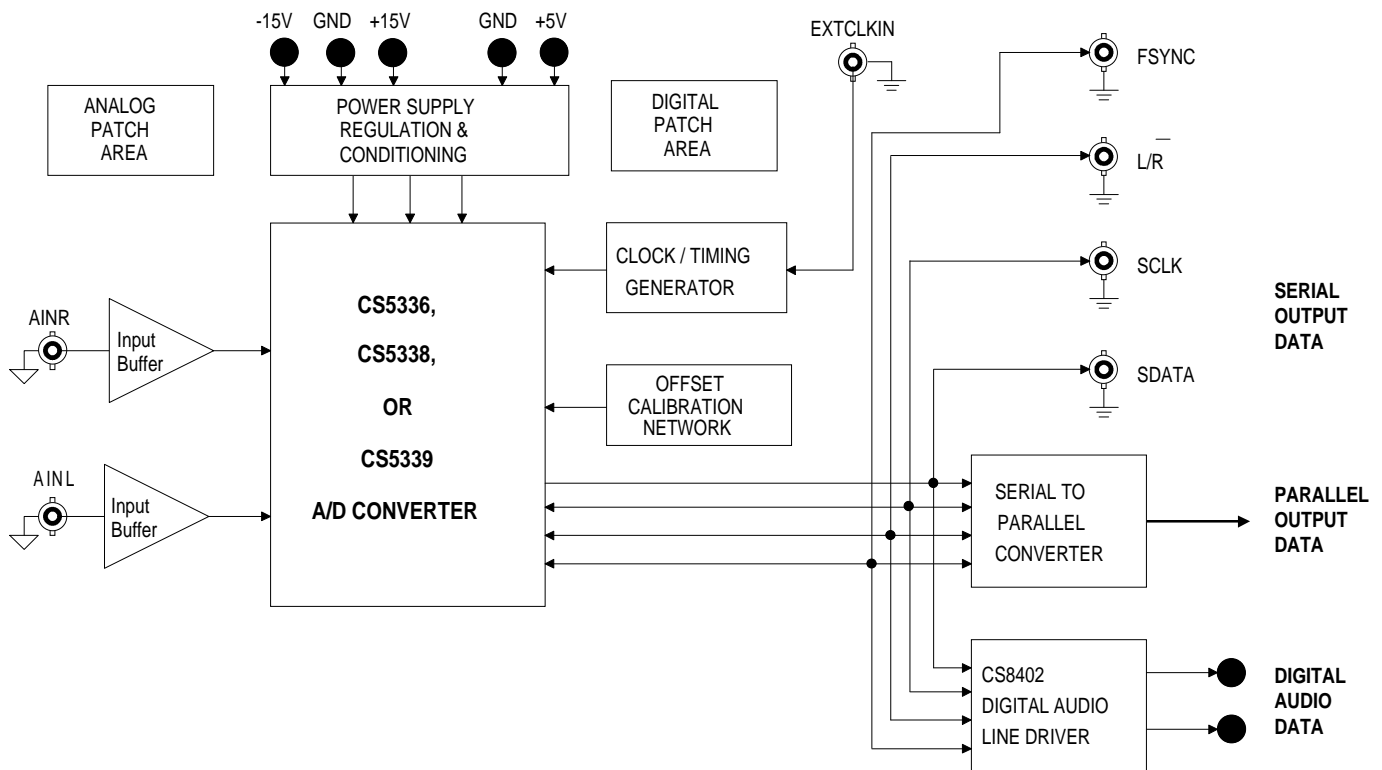 -15V GND +15V GND +5V
EXTCLKIN
FSYNC
ANALOG
PATCH
AREA
POWER SUPPLY
REGULATION &
CONDITIONING
DIGITAL
PATCH
AREA
L/R̅
CLOCK / TIMING
GENERATOR
SCLK
SERIAL
OUTPUT
DATA
AINR
Input
Buffer
CS5336,
CS5338,
OR
CS5339
A/D CONVERTER
OFFSET
CALIBRATION
NETWORK
SDATA
AINL
Input
Buffer
SERIAL TO
PARALLEL
CONVERTER
PARALLEL
OUTPUT
DATA
CS8402
DIGITAL AUDIO
LINE DRIVER
DIGITAL
AUDIO
DATA